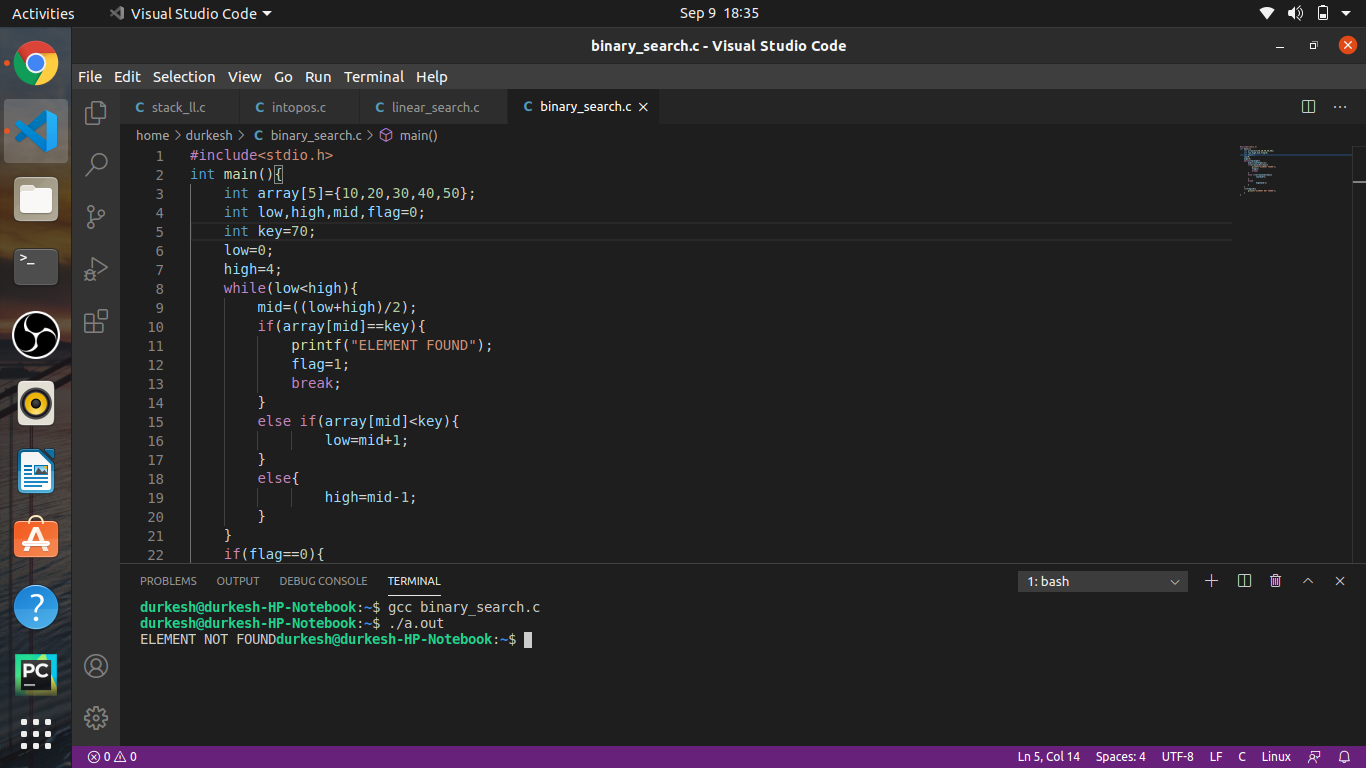 Activities Visual Studio Code Sep 9 18:35
binary_search.c - Visual Studio Code
File Edit Selection View Go Run Terminal Help
C stack_ll.c C intopos.c C linear_search.c C binary_search.c
home > durkesh > C binary_search.c > main()
1 #include<stdio.h>
2 int main(){
3 int array[5]={10,20,30,40,50};
4 int low,high,mid,flag=0;
5 int key=70;
6 low=0;
7 high=4;
8 while(low<high){
9 mid=((low+high)/2);
10 if(array[mid]==key){
11 printf("ELEMENT FOUND");
12 flag=1;
13 break;
14 }
15 else if(array[mid]<key){
16 low=mid+1;
17 }
18 else{
19 high=mid-1;
20 }
21 }
22 if(flag==0){
PROBLEMS OUTPUT DEBUG CONSOLE TERMINAL 1: bash
durkesh@durkesh-HP-Notebook:~$ gcc binary_search.c
durkesh@durkesh-HP-Notebook:~$ ./a.out
ELEMENT NOT FOUNDdurkesh@durkesh-HP-Notebook:~$
PC
0 0 Ln 5, Col 14 Spaces: 4 UTF-8 LF C Linux